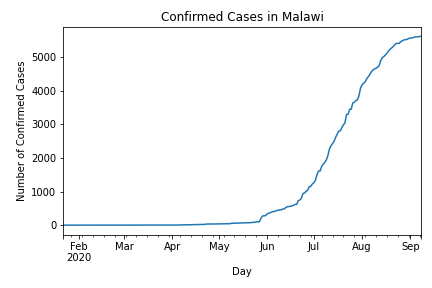 Confirmed Cases in Malawi
Number of Confirmed Cases
5000
4000
3000
2000
1000
0
Feb Mar Apr May Jun Jul Aug Sep
2020
Day